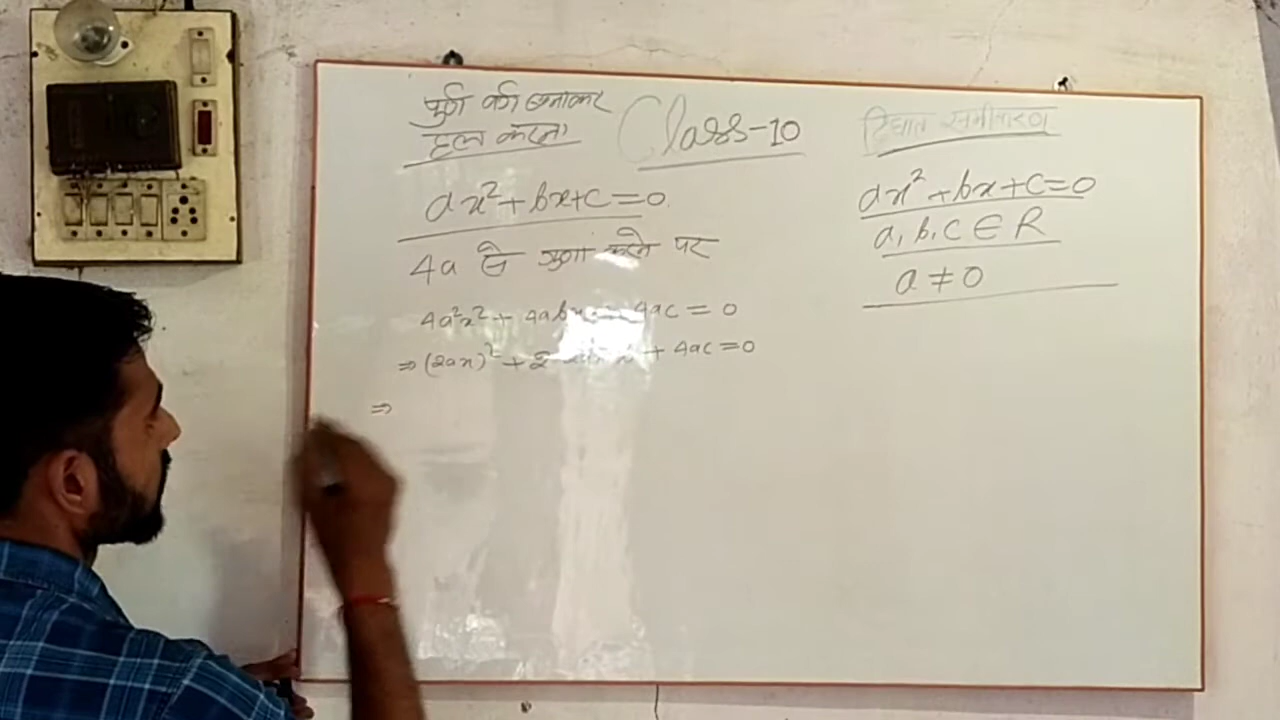 पूर्ण वर्ग बनाकर
हल करना
ax² + bx + c = 0
4a से गुणा करने पर
4a²x² + 4abx 4ac = 0
⇒ (2ax)² + 2 + 4ac = 0
⇒
Class-10
द्विघात समीकरण
ax² + bx + c = 0
a, b, c ∈ R
a ≠ 0